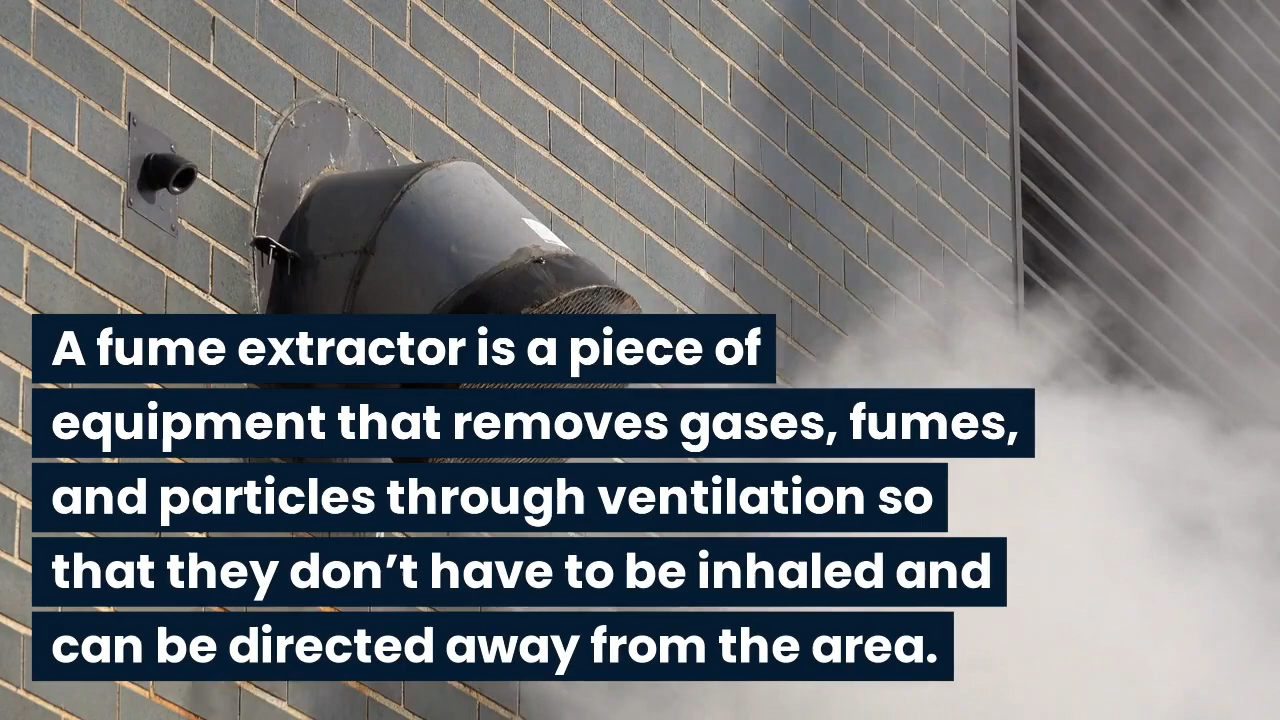 A fume extractor is a piece of
equipment that removes gases, fumes,
and particles through ventilation so
that they don’t have to be inhaled and
can be directed away from the area.